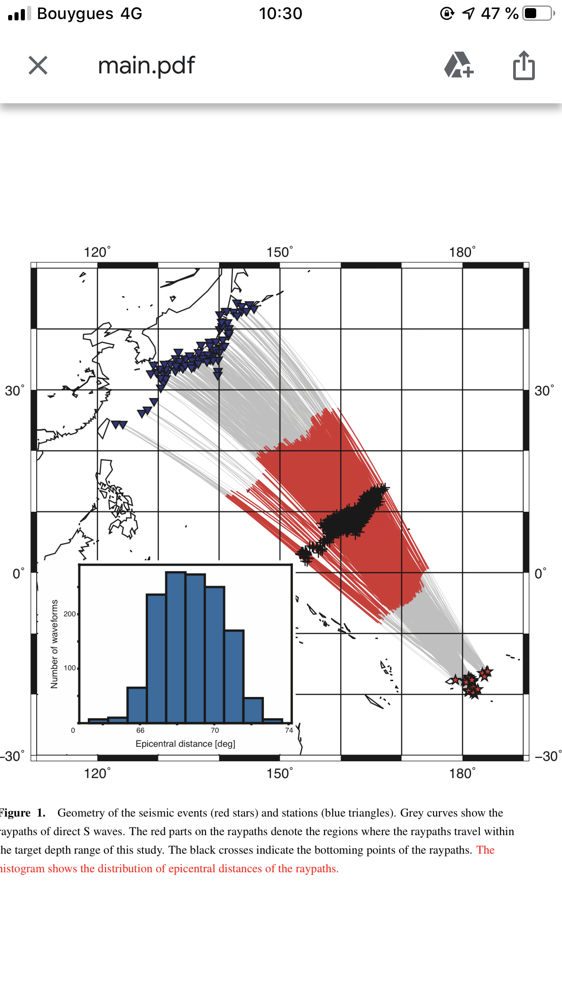 Bouygues 4G 10:30 47 %
main.pdf
120° 150° 180°
30° 30°
0° 0°
Number of waveforms
200
100
0 66 70 74
Epicentral distance [deg]
−30° −30°
120° 150° 180°
Figure 1. Geometry of the seismic events (red stars) and stations (blue triangles). Grey curves show the
raypaths of direct S waves. The red parts on the raypaths denote the regions where the raypaths travel within
the target depth range of this study. The black crosses indicate the bottoming points of the raypaths. The
histogram shows the distribution of epicentral distances of the raypaths.